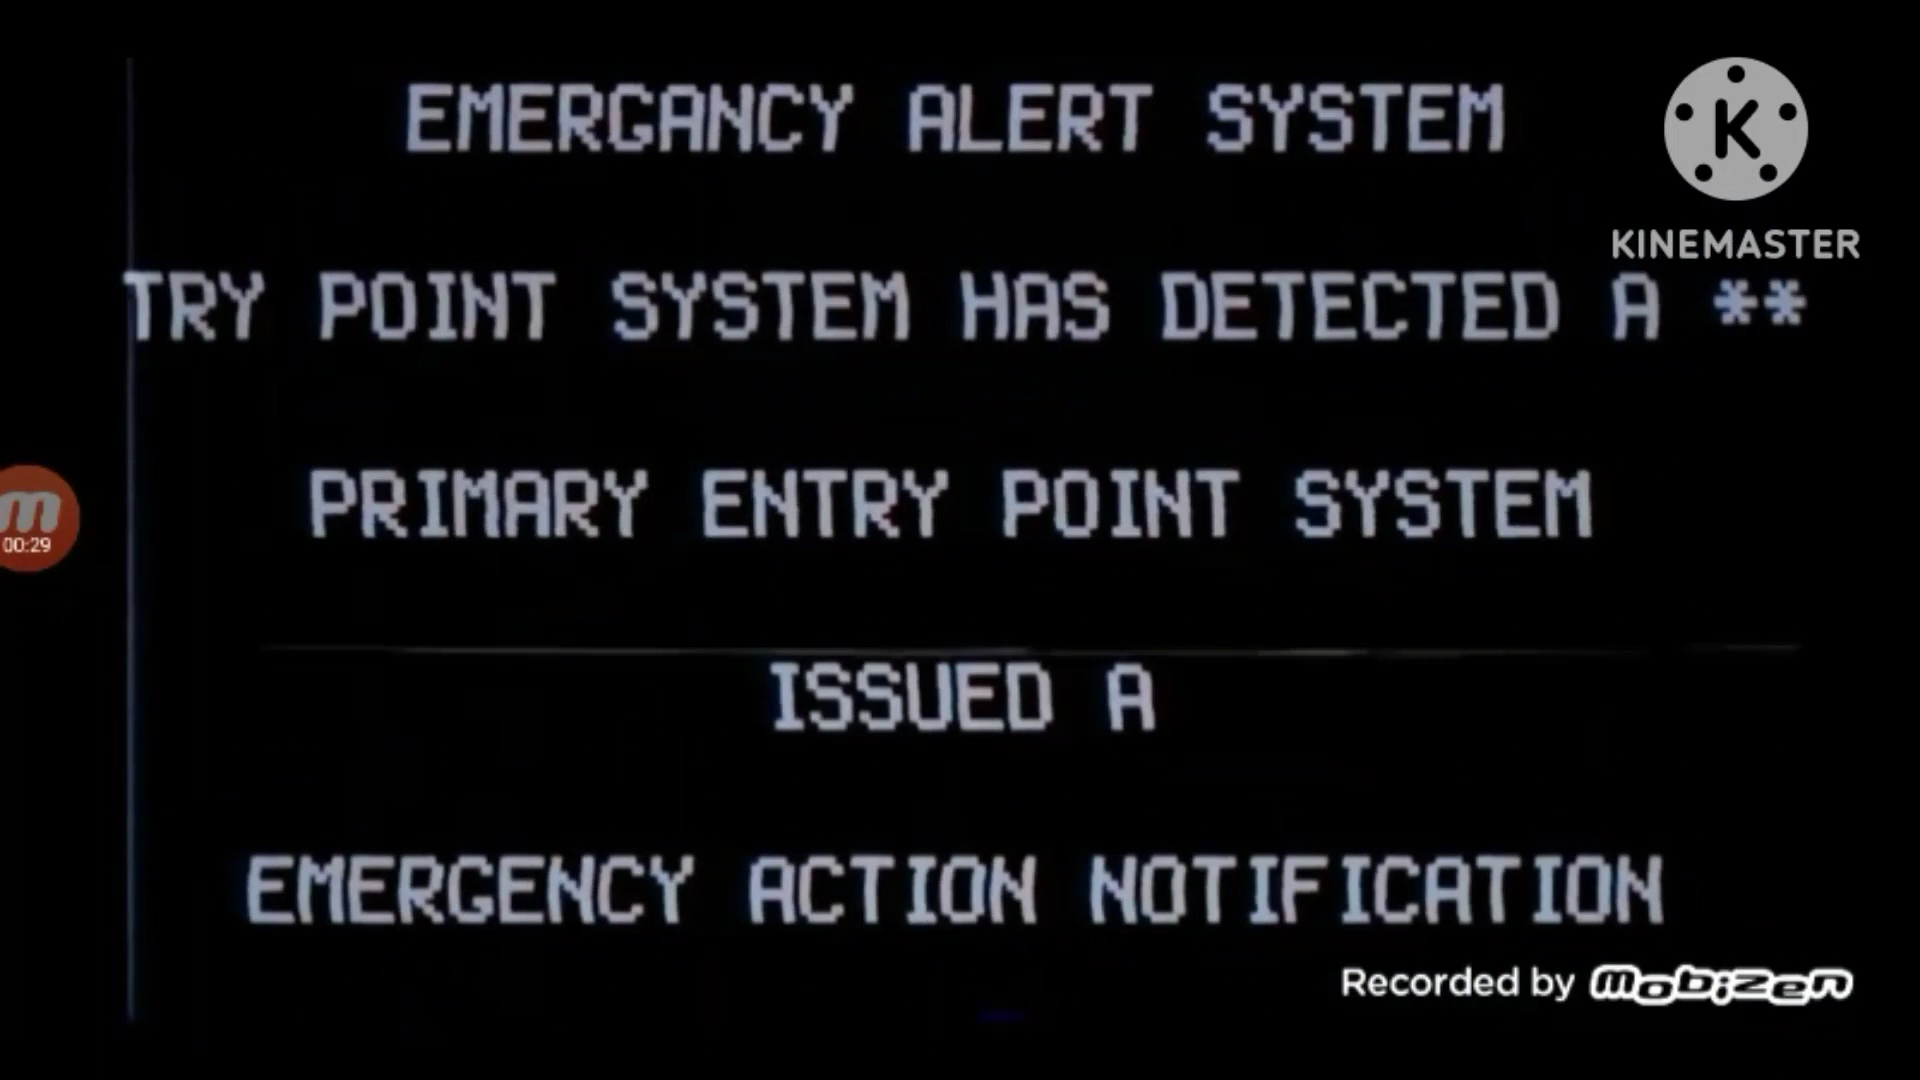 EMERGANCY ALERT SYSTEM
KINEMASTER
TRY POINT SYSTEM HAS DETECTED A **
PRIMARY ENTRY POINT SYSTEM
00:29
ISSUED A
EMERGENCY ACTION NOTIFICATION
Recorded by mobizen